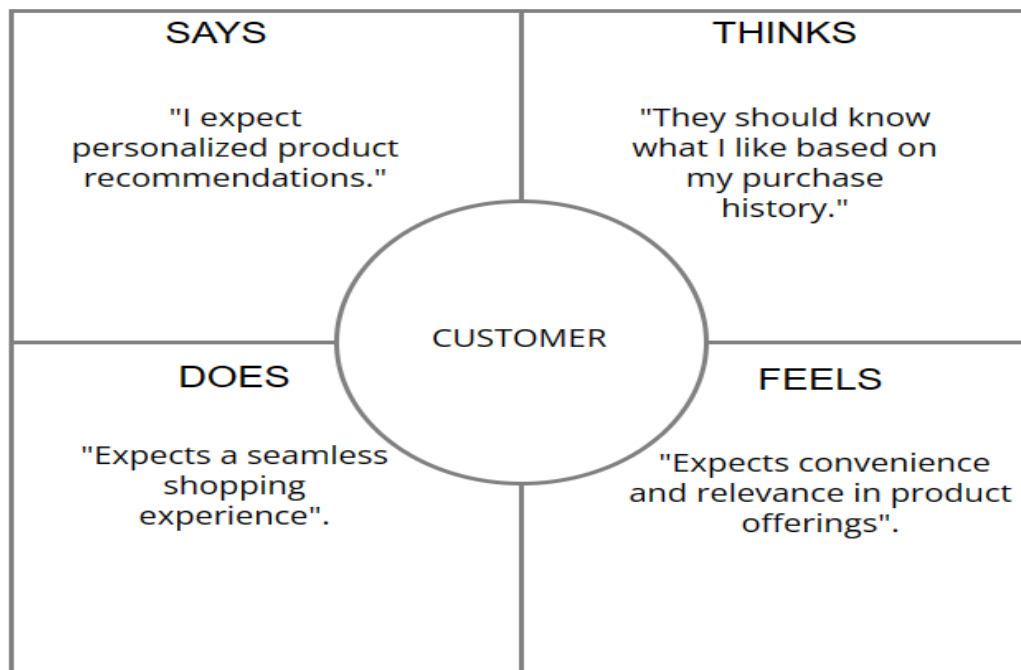 SAYS
"I expect
personalized product
recommendations."
THINKS
"They should know
what I like based on
my purchase
history."
CUSTOMER
DOES
"Expects a seamless
shopping
experience".
FEELS
"Expects convenience
and relevance in product
offerings".